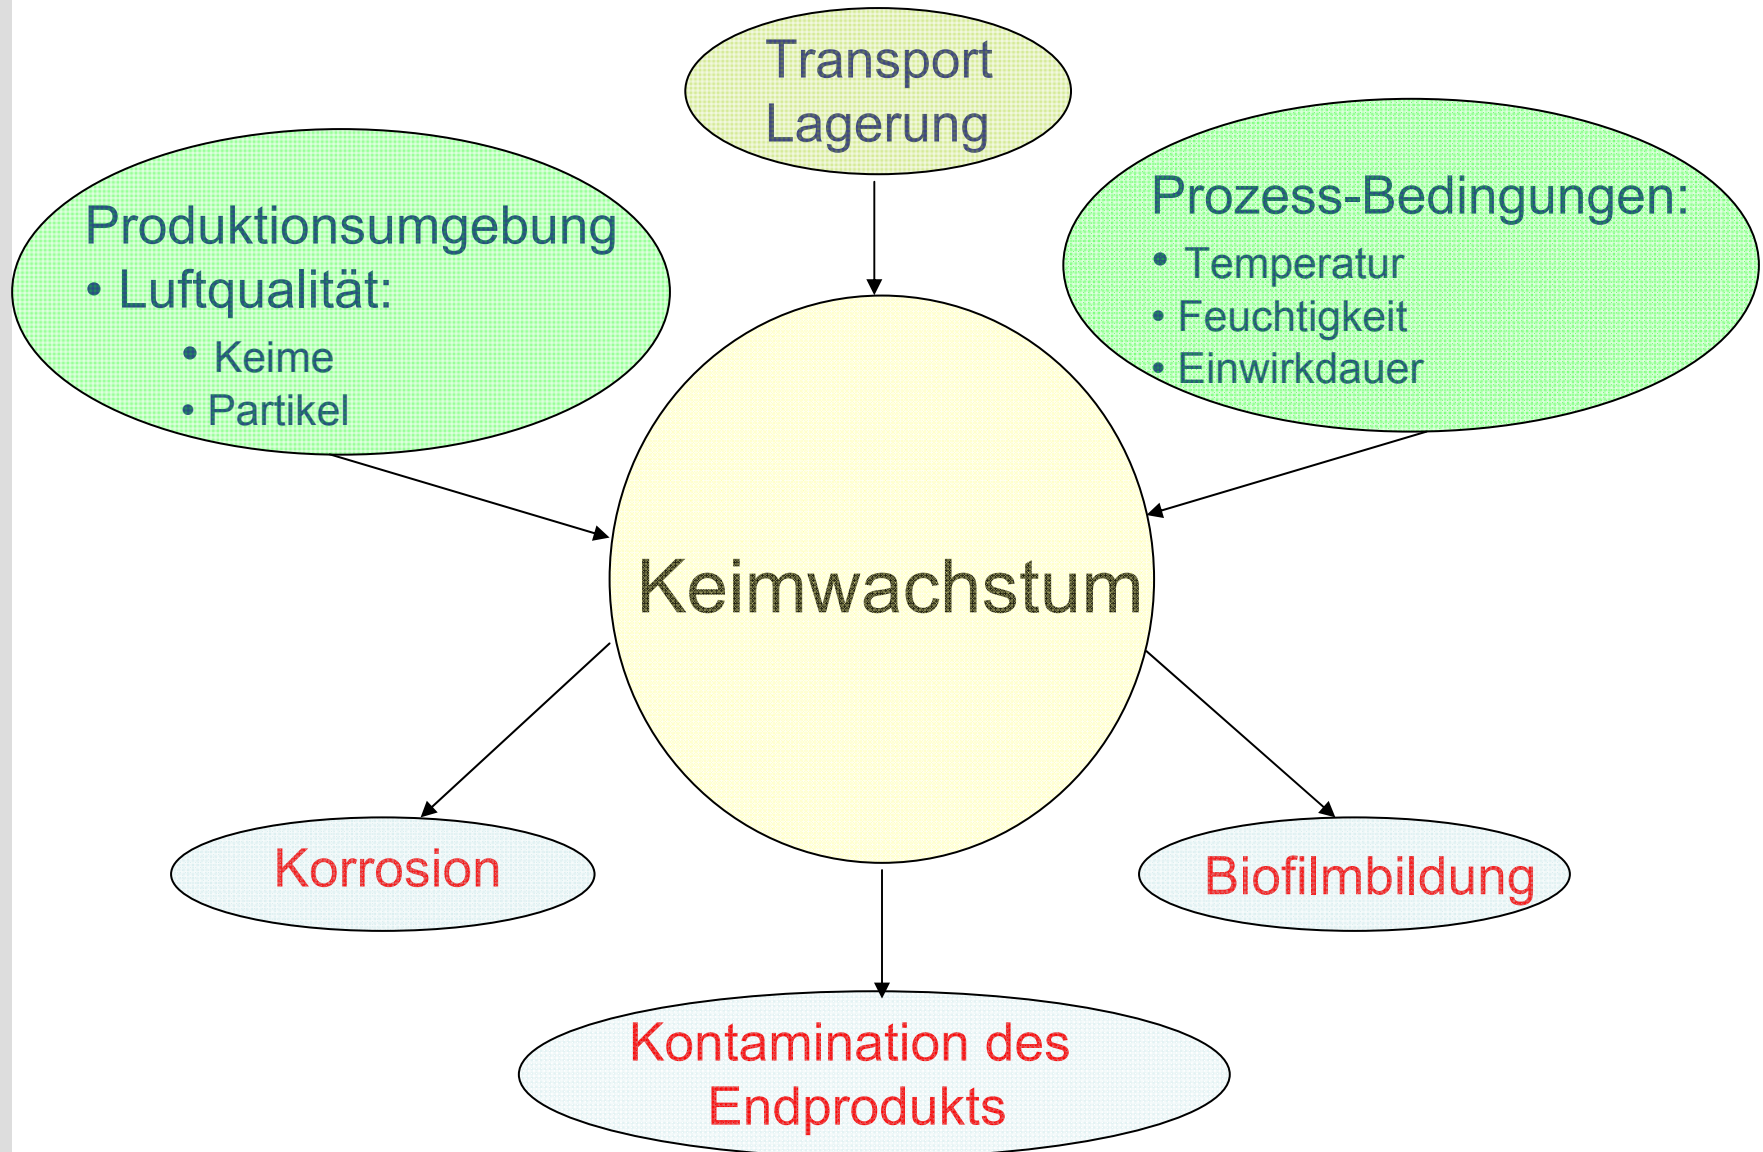 Transport
Lagerung
Produktionsumgebung
• Luftqualität:
• Keime
• Partikel
Prozess-Bedingungen:
• Temperatur
• Feuchtigkeit
• Einwirkdauer
Keimwachstum
Korrosion
Biofilmbildung
Kontamination des
Endprodukts